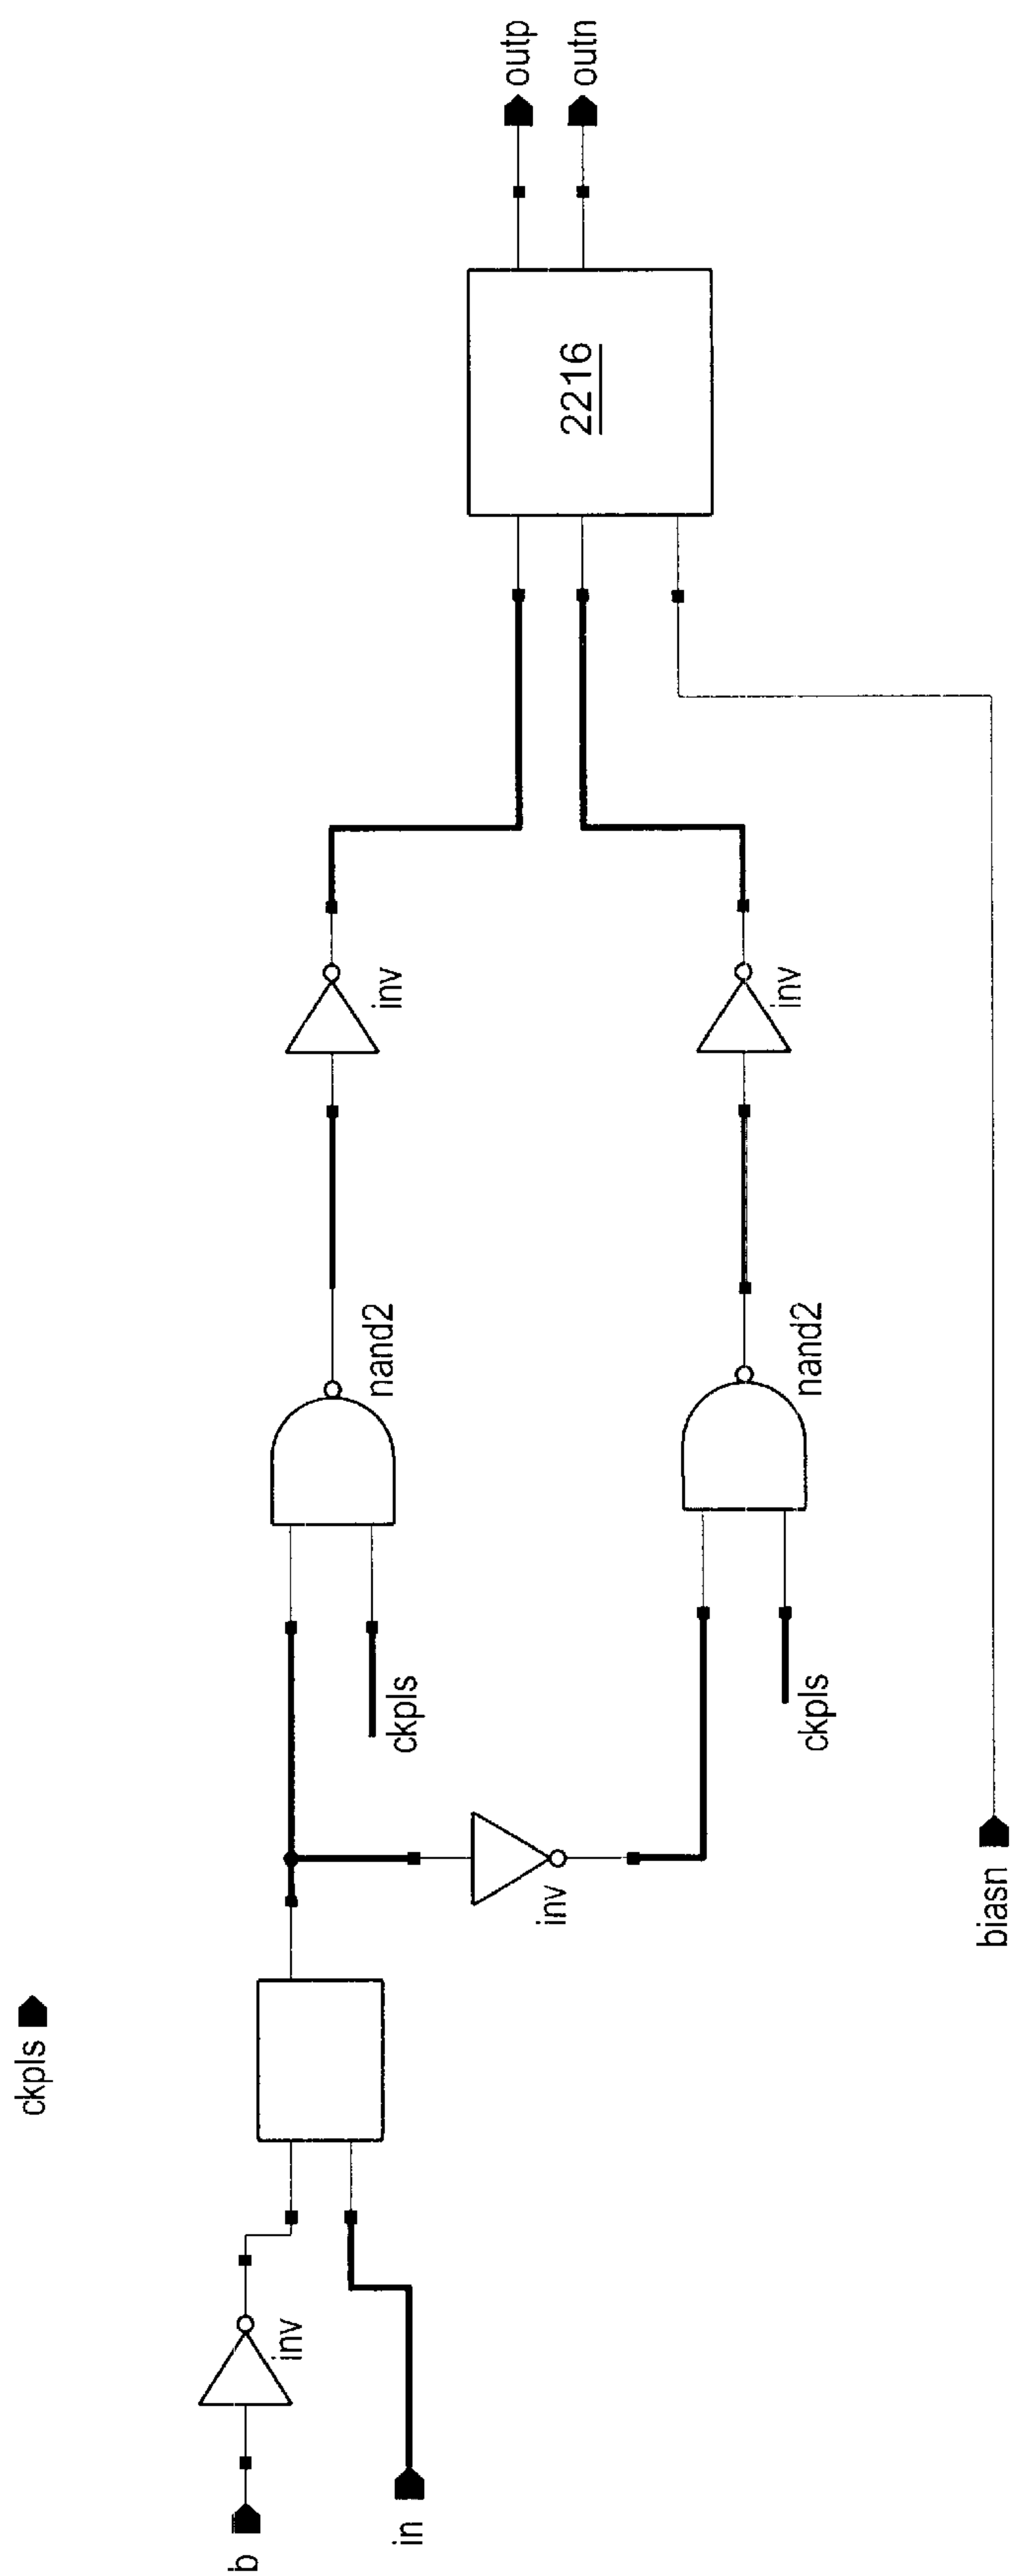 ckpls
b
inv
in
inv
ckpls
nand2
inv
ckpls
nand2
inv
biasn
2216
outp
outn